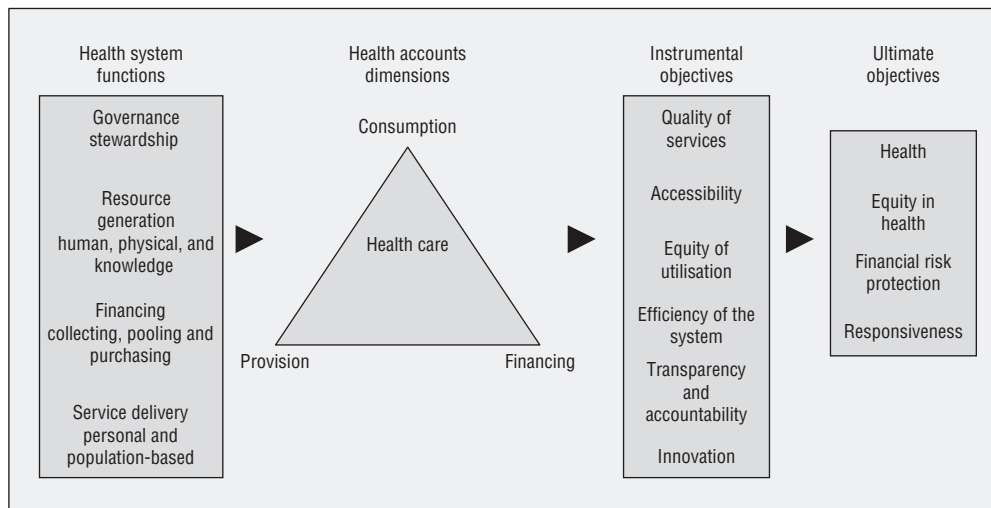 Health system
functions
Governance
stewardship
Resource
generation
human, physical, and
knowledge
Financing
collecting, pooling and
purchasing
Service delivery
personal and
population-based
Health accounts
dimensions
Consumption
Health care
Provision
Financing
Instrumental
objectives
Quality of
services
Accessibility
Equity of
utilisation
Efficiency of the
system
Transparency
and
accountability
Innovation
Ultimate
objectives
Health
Equity in
health
Financial risk
protection
Responsiveness